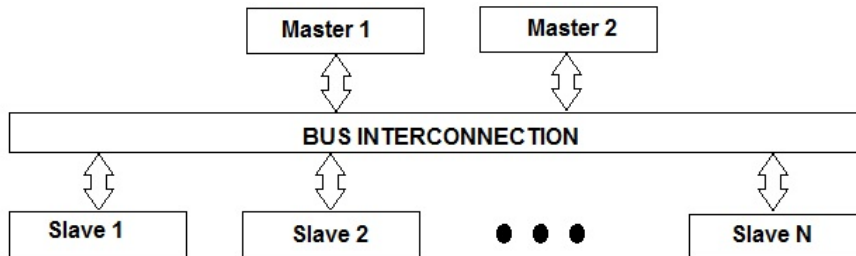 Master 1
Master 2
BUS INTERCONNECTION
Slave 1
Slave 2
Slave N